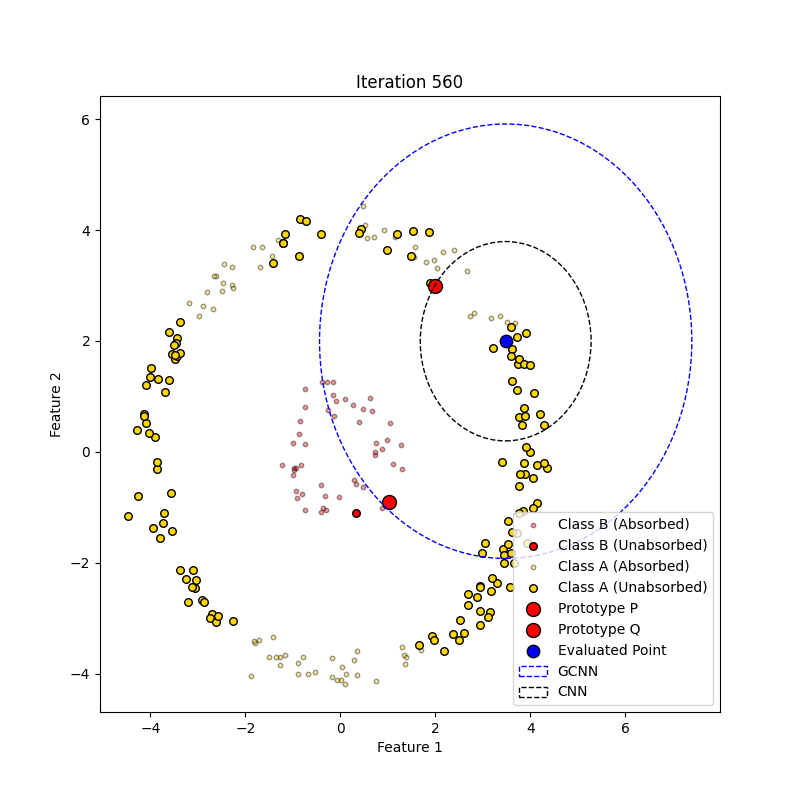 Iteration 560
6
4
2
0
−2
−4
Feature 2
Class B (Absorbed)
Class B (Unabsorbed)
Class A (Absorbed)
Class A (Unabsorbed)
Prototype P
Prototype Q
Evaluated Point
GCNN
CNN
−4 −2 0 2 4 6
Feature 1